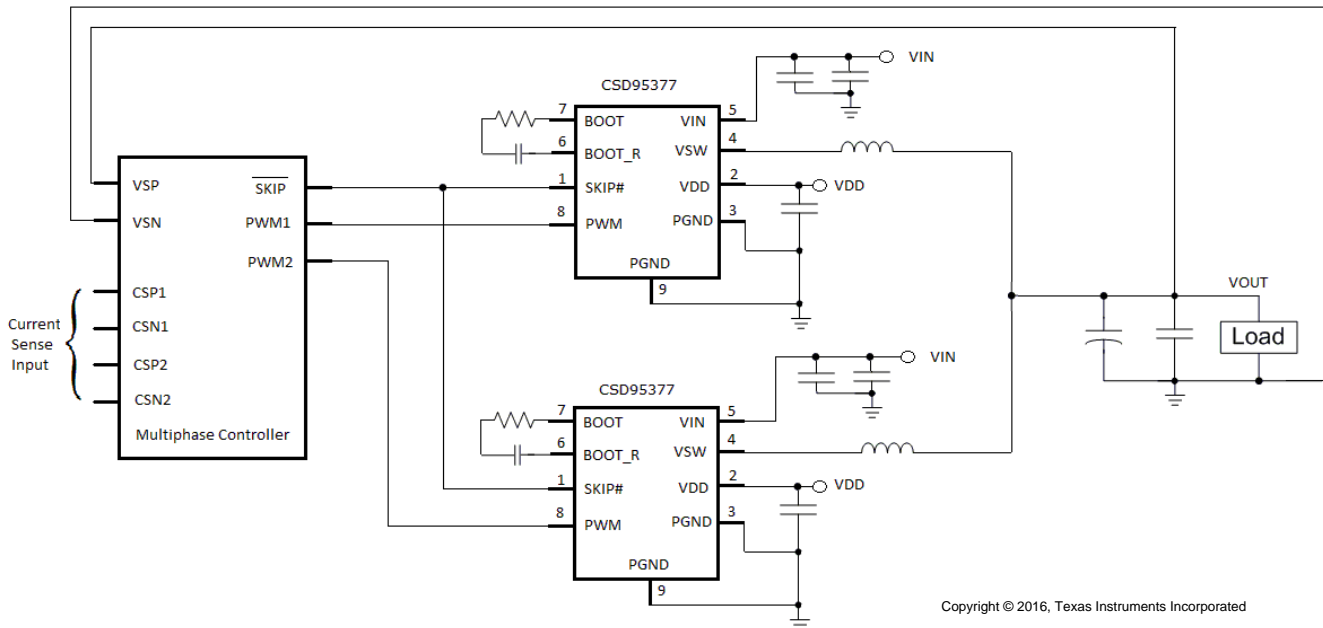 VSP
VSN
CSP1
CSN1
CSP2
CSN2
Current
Sense
Input
SKIP
PWM1
PWM2
Multiphase Controller
CSD95377
7
BOOT
6
BOOT_R
1
SKIP#
8
PWM
VIN
5
VSW
4
VDD
2
PGND
3
PGND
9
VIN
VDD
CSD95377
7
BOOT
6
BOOT_R
1
SKIP#
8
PWM
VIN
5
VSW
4
VDD
2
PGND
3
PGND
9
VIN
VDD
VOUT
Load
Copyright © 2016, Texas Instruments Incorporated